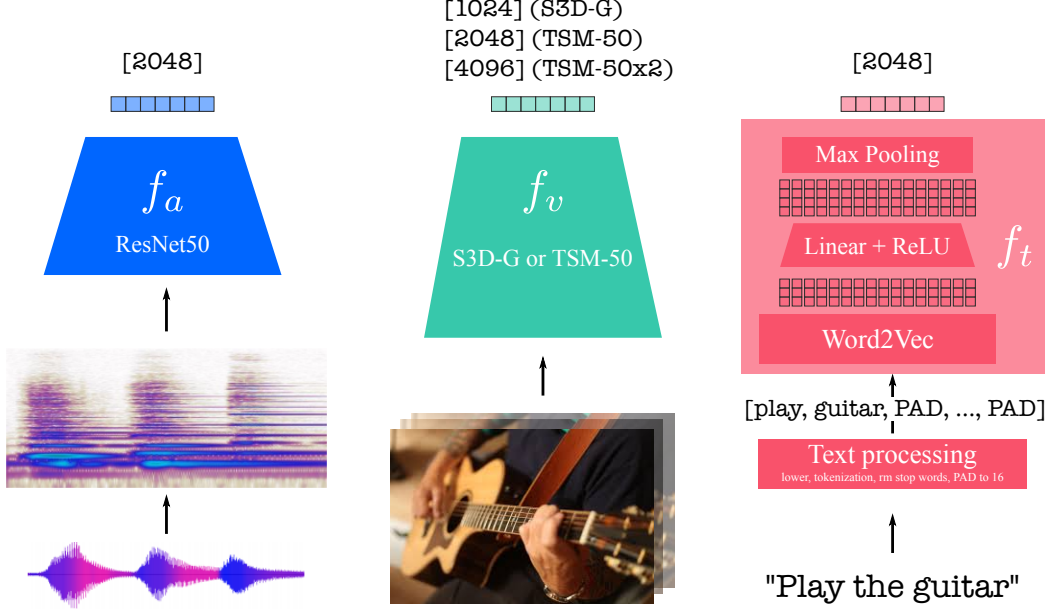 [2048]
f_a
ResNet50
[1024] (S3D-G)
[2048] (TSM-50)
[4096] (TSM-50x2)
f_v
S3D-G or TSM-50
[2048]
Max Pooling
Linear + ReLU
f_t
Word2Vec
[play, guitar, PAD, ..., PAD]
Text processing
lower, tokenization, rm stop words, PAD to 16
"Play the guitar"